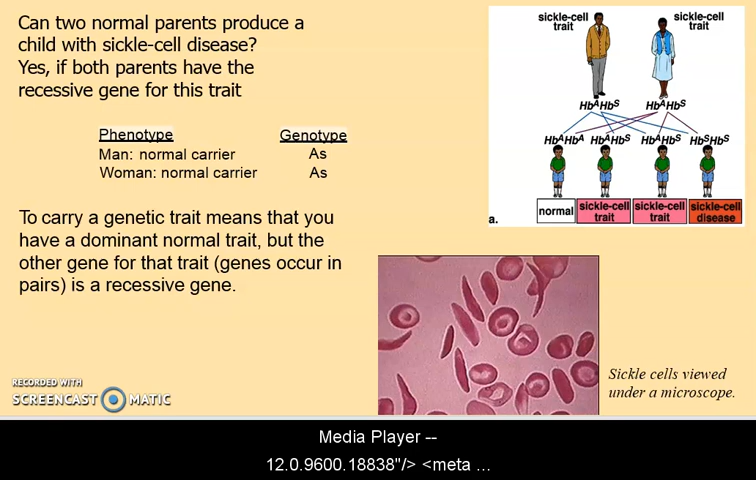 Can two normal parents produce a
child with sickle-cell disease?
Yes, if both parents have the
recessive gene for this trait
Phenotype Genotype
Man: normal carrier As
Woman: normal carrier As
To carry a genetic trait means that you
have a dominant normal trait, but the
other gene for that trait (genes occur in
pairs) is a recessive gene.
sickle-cell
trait
sickle-cell
trait
HbᴬHbˢ HbᴬHbˢ
HbᴬHbᴬ HbᴬHbˢ HbᴬHbˢ HbˢHbˢ
normal
sickle-cell
trait
sickle-cell
trait
sickle-cell
disease
a.
Sickle cells viewed
under a microscope.
RECORDED WITH
SCREENCAST MATIC
Media Player --
12.0.9600.18838"/> <meta ...